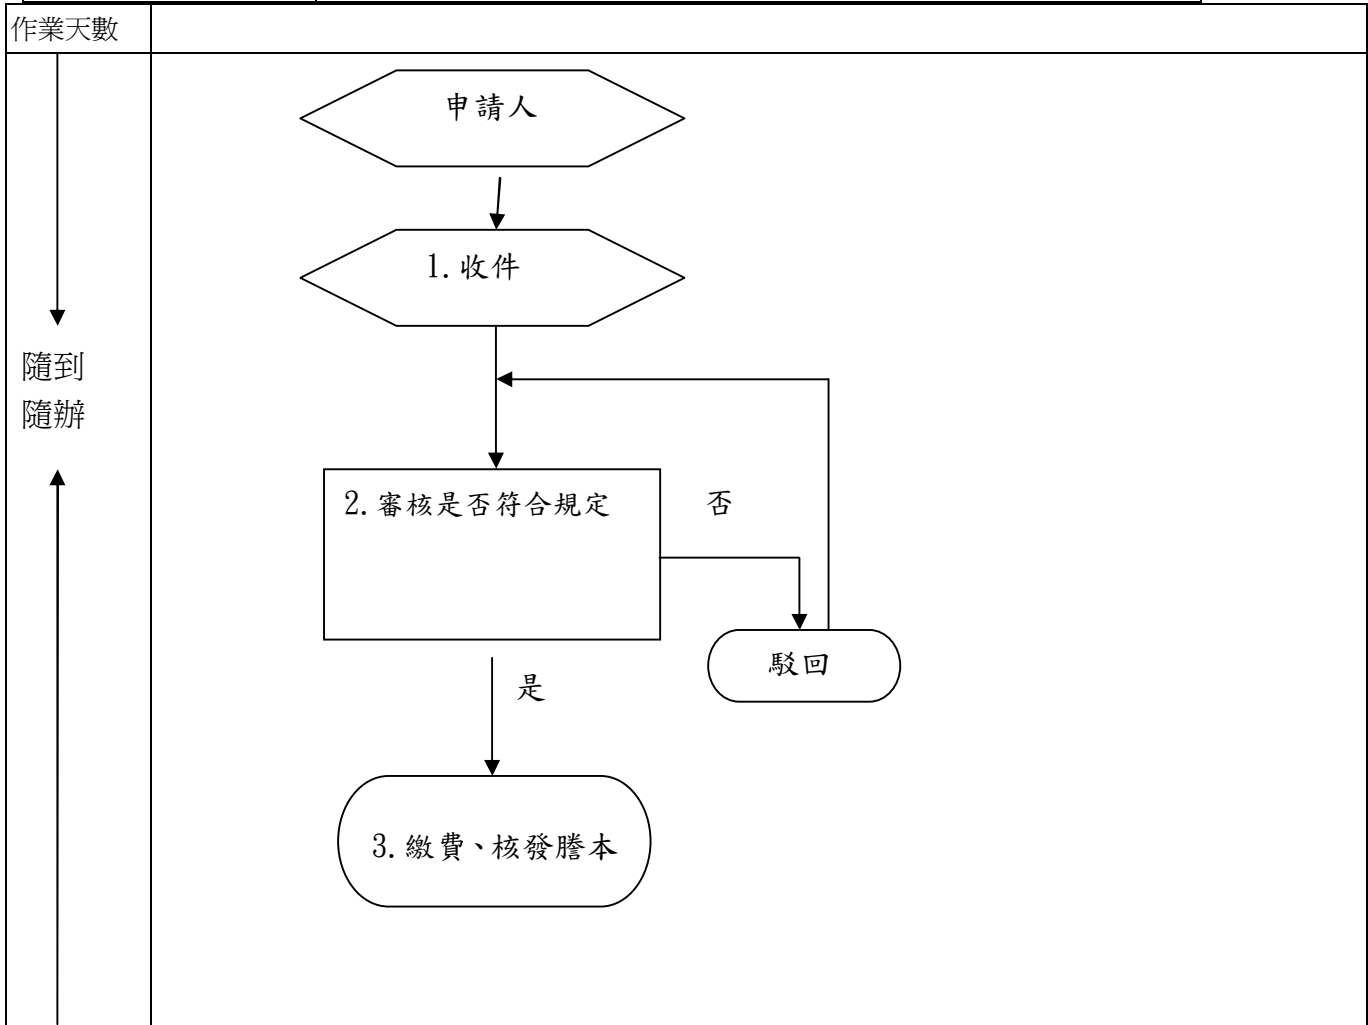 作業天數
申請人
1.收件
隨到
隨辦
2.審核是否符合規定
否
駁回
是
3.繳費、核發謄本